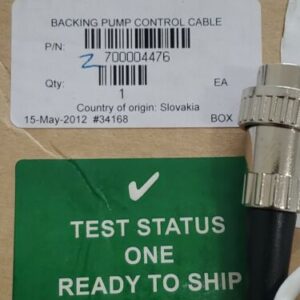 BACKING PUMP CONTROL CABLE
P/N:
2 700004476
Qty: EA
1
Country of origin: Slovakia
15-May-2012 #34168 BOX
TEST STATUS
ONE
READY TO SHIP